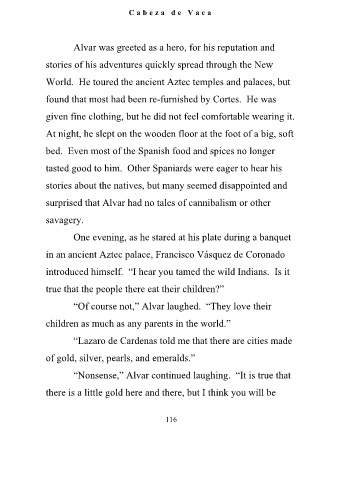 Cabeza de Vaca
Alvar was greeted as a hero, for his reputation and
stories of his adventures quickly spread through the New
World. He toured the ancient Aztec temples and palaces, but
found that most had been re-furnished by Cortes. He was
given fine clothing, but he did not feel comfortable wearing it.
At night, he slept on the wooden floor at the foot of a big, soft
bed. Even most of the Spanish food and spices no longer
tasted good to him. Other Spaniards were eager to hear his
stories about the natives, but many seemed disappointed and
surprised that Alvar had no tales of cannibalism or other
savagery.
One evening, as he stared at his plate during a banquet
in an ancient Aztec palace, Francisco Vásquez de Coronado
introduced himself. “I hear you tamed the wild Indians. Is it
true that the people there eat their children?”
“Of course not,” Alvar laughed. “They love their
children as much as any parents in the world.”
“Lazaro de Cardenas told me that there are cities made
of gold, silver, pearls, and emeralds.”
“Nonsense,” Alvar continued laughing. “It is true that
there is a little gold here and there, but I think you will be
116